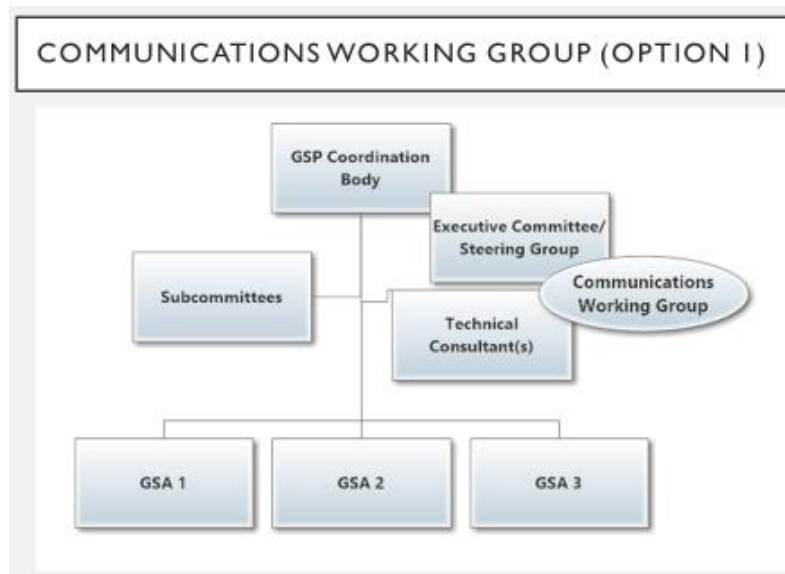 COMMUNICATIONS WORKING GROUP (OPTION 1)
GSP Coordination
Body
Executive Committee/
Steering Group
Subcommittees
Communications
Working Group
Technical
Consultant(s)
GSA 1
GSA 2
GSA 3